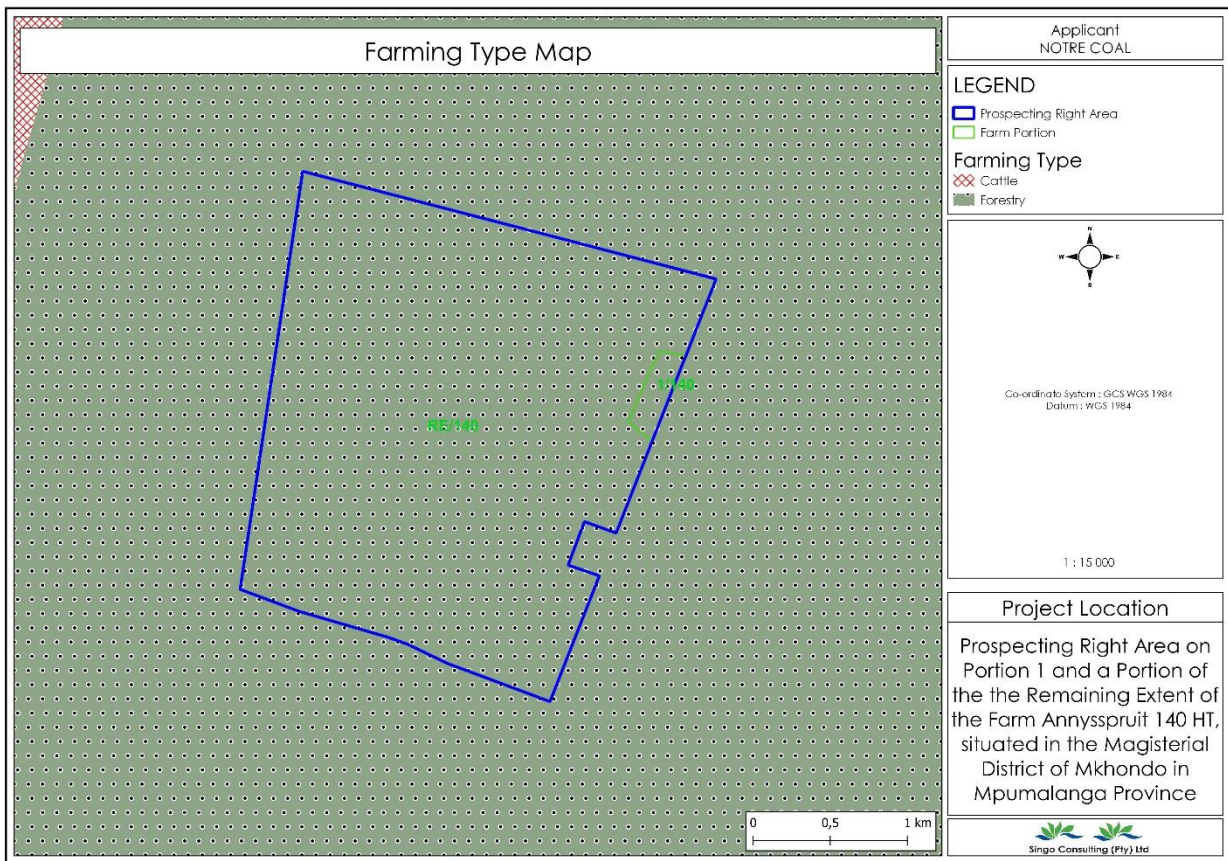 Farming Type Map
Applicant
NOTRE COAL
LEGEND
Prospecting Right Area
Farm Portion
Farming Type
Cattle
Forestry
N
W
E
S
Co-ordinate System : GCS WGS 1984
Datum : WGS 1984
1 : 15 000
Project Location
Prospecting Right Area on
Portion 1 and a Portion of
the the Remaining Extent of
the Farm Annysspruit 140 HT,
situated in the Magisterial
District of Mkhondo in
Mpumalanga Province
Singo Consulting (Pty) Ltd
1/140
RE/140
0 0,5 1 km